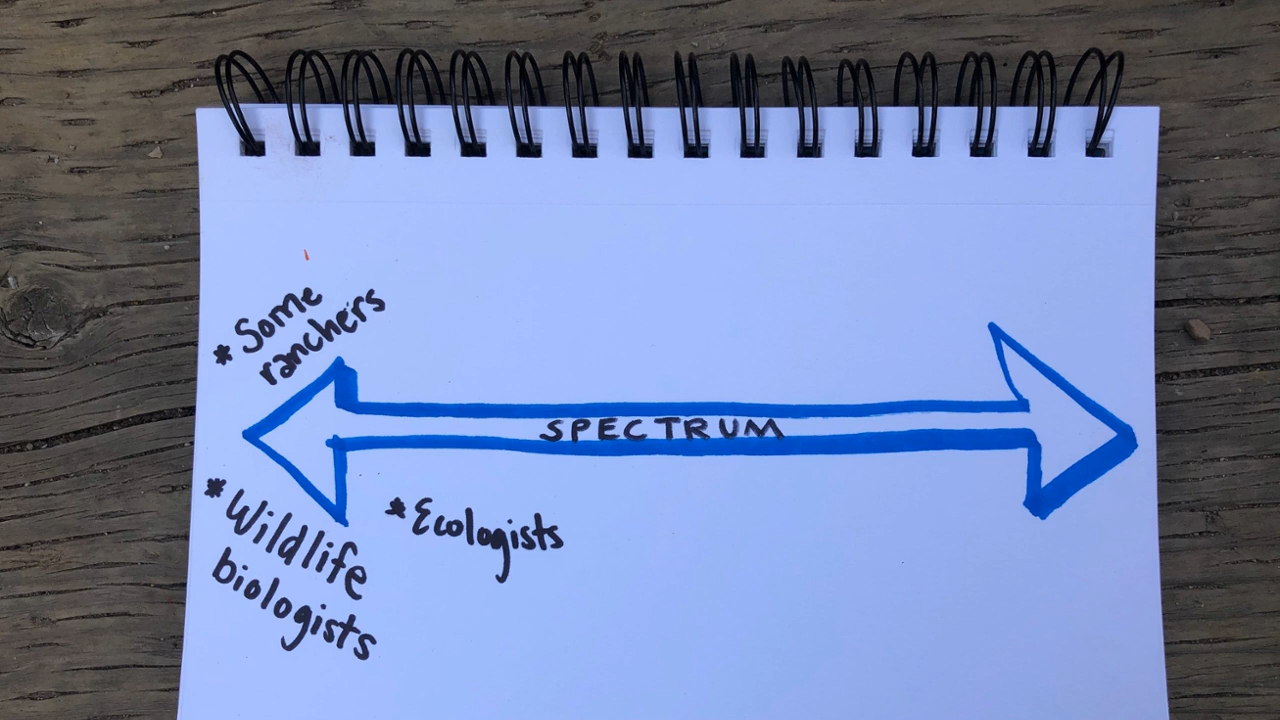 * Some
ranchers
SPECTRUM
* Wildlife
biologists
* Ecologists